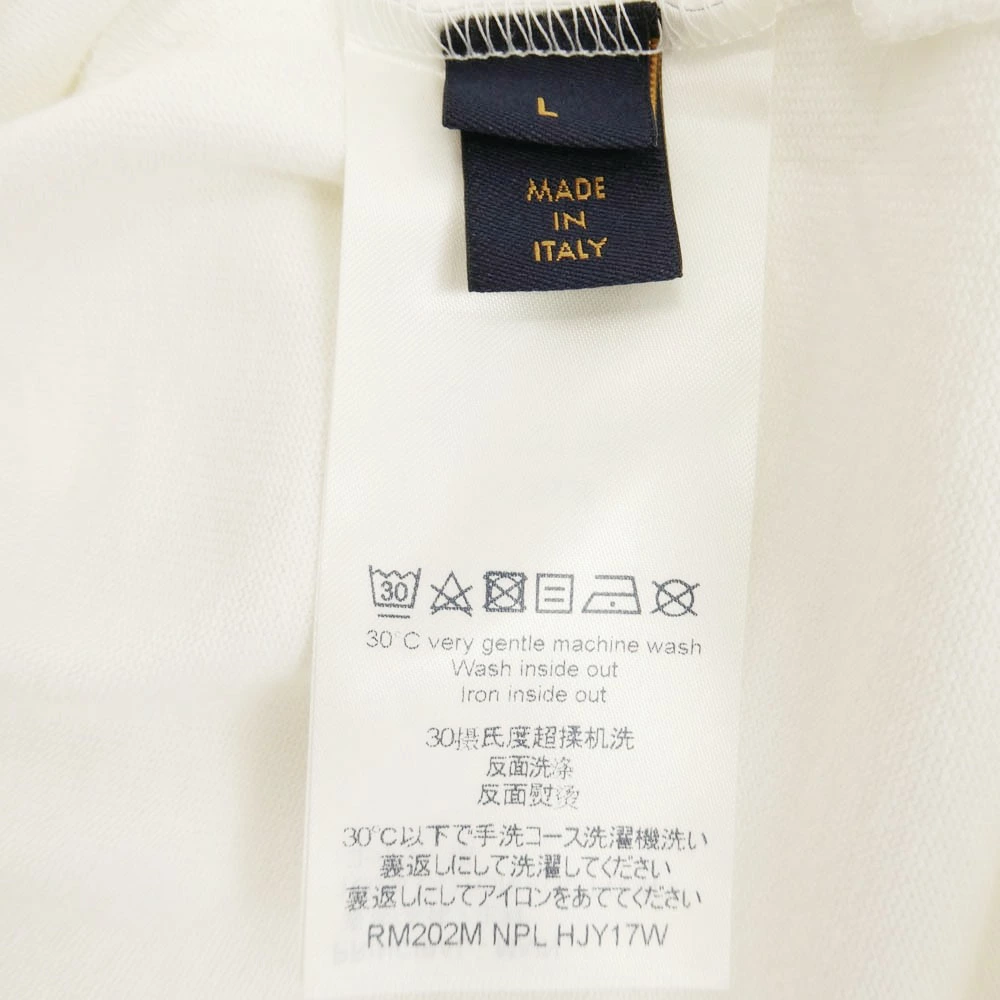 L
MADE
IN
ITALY
30
30°C very gentle machine wash
Wash inside out
Iron inside out
30摄氏度超揉机洗
反面洗涤
反面熨烫
30°C以下で手洗コース洗濯機洗い
裏返しにして洗濯してください
裏返しにしてアイロンをあててください
RM202M NPL HJY17W